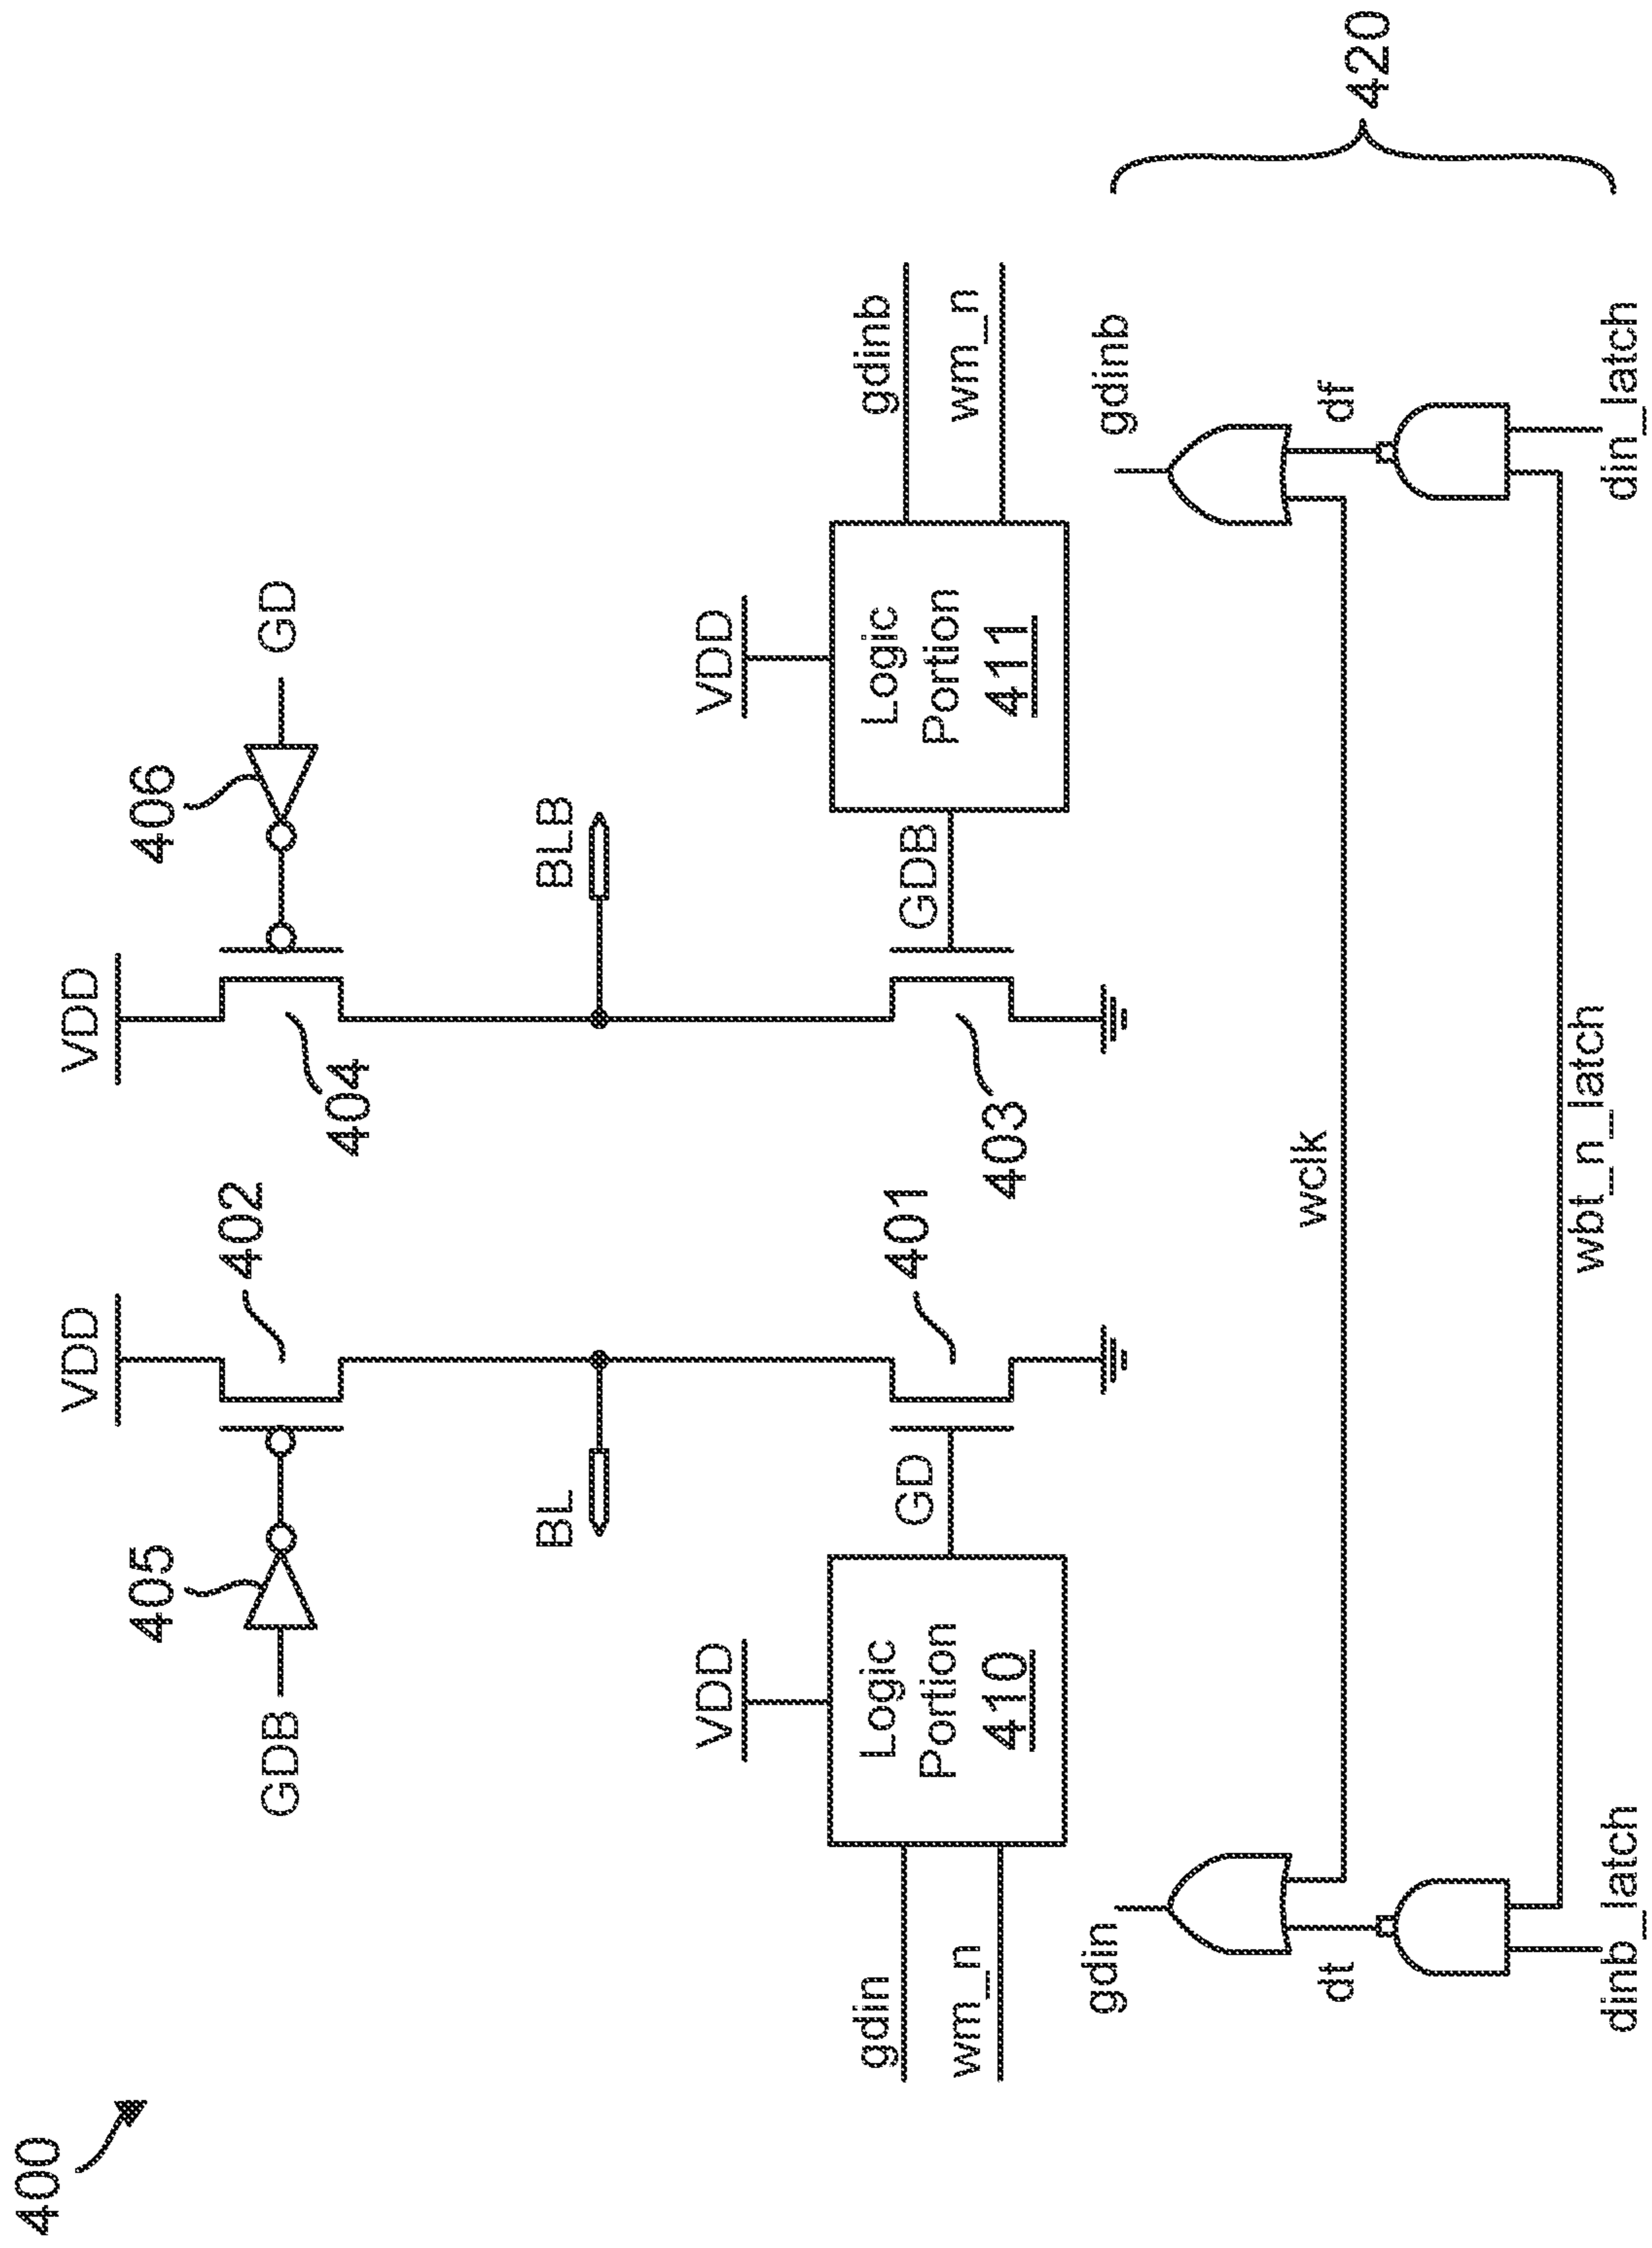 400
VDD
VDD
405
402
404
406
GDB
GD
BL
BLB
VDD
VDD
gdin
wm_n
Logic
Portion
410
GD
401
403
GDB
Logic
Portion
411
gdinb
wm_n
gdin
gdinb
dt
wclk
df
420
dinb_latch
wbt_n_latch
din_latch